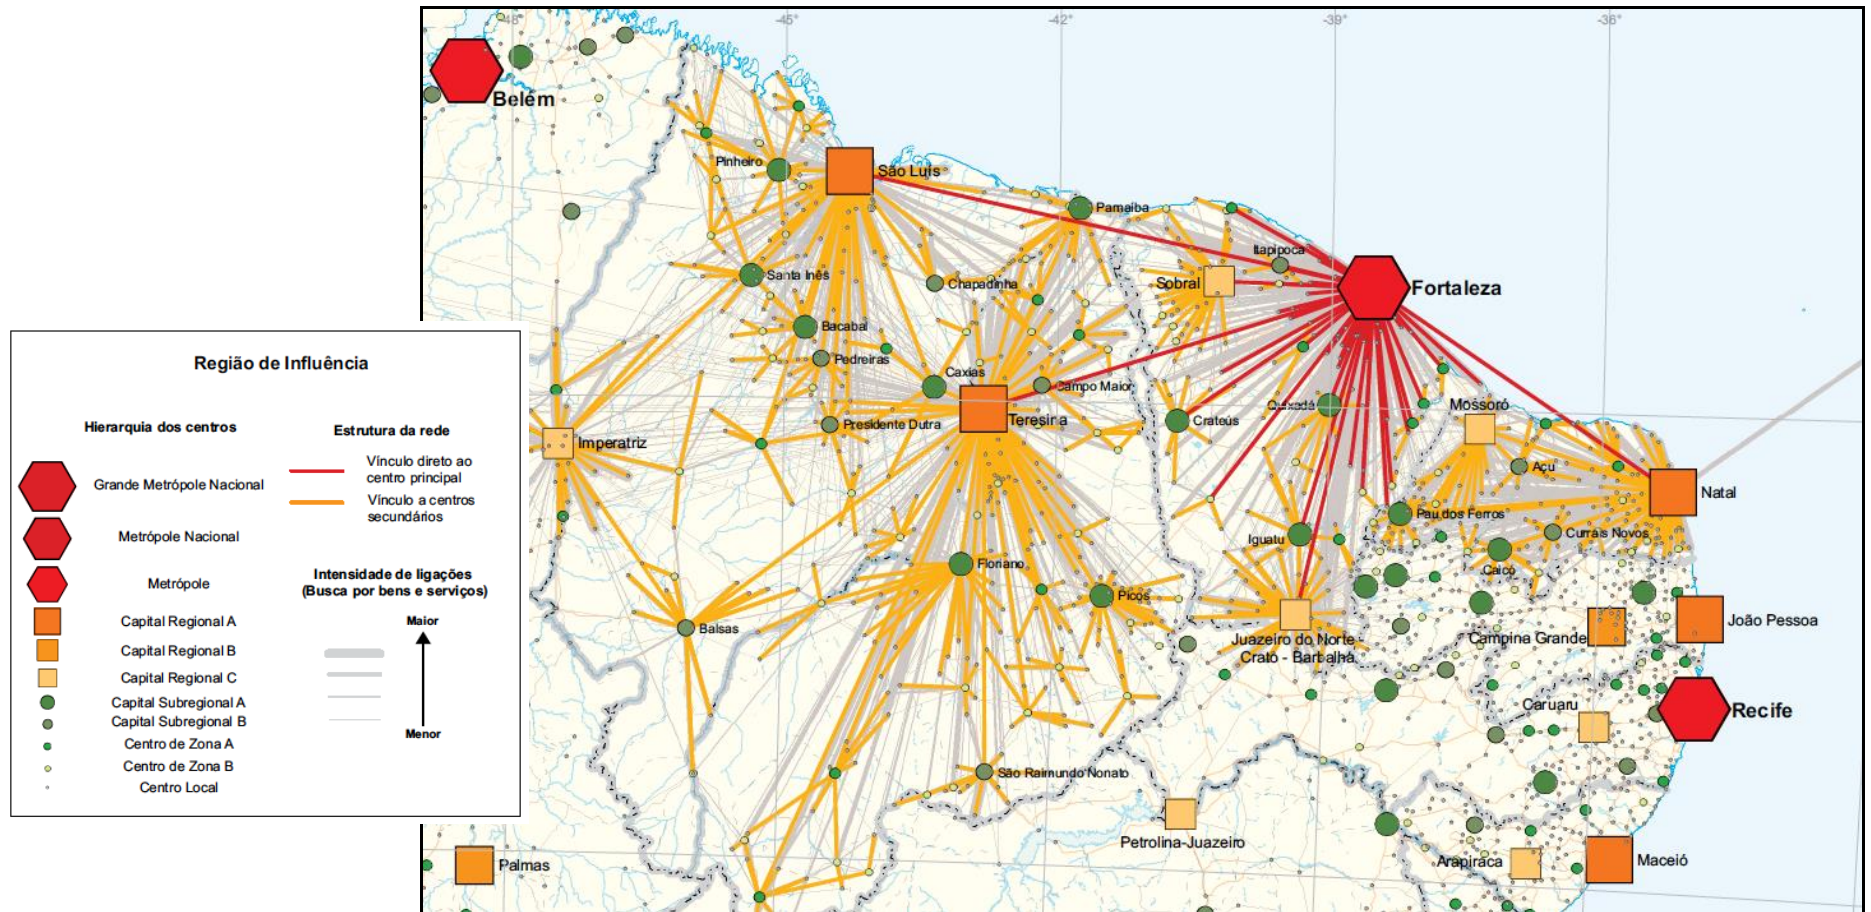 Região de Influência
Hierarquia dos centros
Grande Metrópole Nacional
Metrópole Nacional
Metrópole
Capital Regional A
Capital Regional B
Capital Regional C
Capital Subregional A
Capital Subregional B
Centro de Zona A
Centro de Zona B
Centro Local
Estrutura da rede
Vínculo direto ao
centro principal
Vínculo a centros
secundários
Intensidade de ligações
(Busca por bens e serviços)
Maior
Menor
-48°
-45°
-42°
-39°
-36°
Belém
Pinheiro
São Luís
Parnaíba
Itapipoca
Santa Inês
Chapadinha
Sobral
Fortaleza
Bacabal
Pedreiras
Caxias
Campo Maior
Teresina
Presidente Dutra
Crateús
Quixadá
Mossoró
Imperatriz
Açu
Natal
Pau dos Ferros
Iguatu
Currais Novos
Floriano
Caicó
Picos
Balsas
Juazeiro do Norte
Crato - Barbalha
Campina Grande
João Pessoa
Caruaru
Recife
São Raimundo Nonato
Petrolina-Juazeiro
Palmas
Arapiraca
Maceió